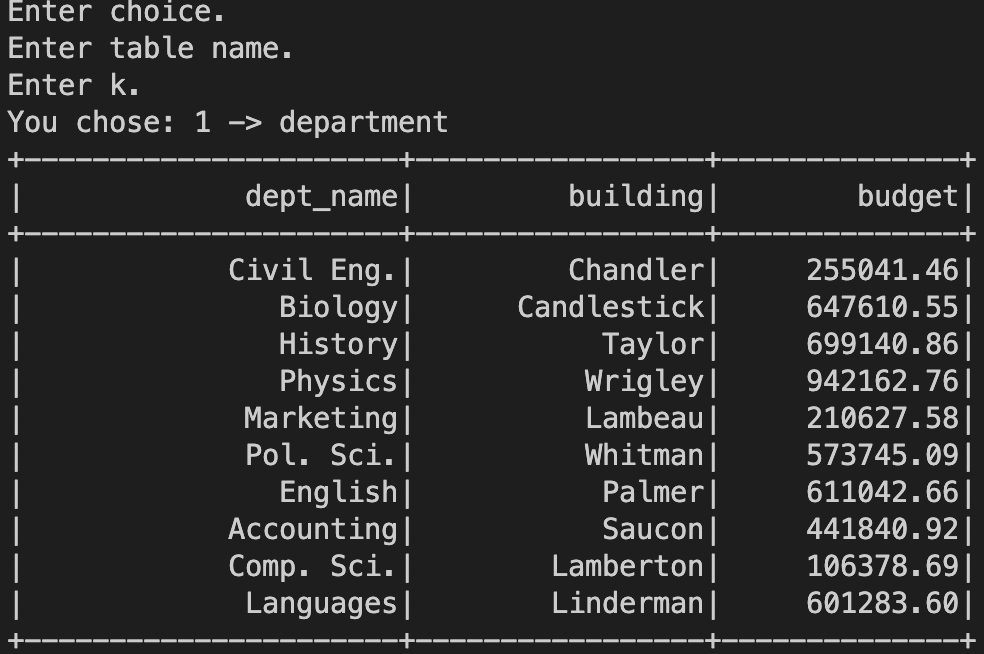 Enter choice.
Enter table name.
Enter k.
You chose: 1 -> department
+----------------------+-----------------+--------------+
|             dept_name|         building|        budget|
+----------------------+-----------------+--------------+
|            Civil Eng.|         Chandler|     255041.46|
|               Biology|      Candlestick|     647610.55|
|               History|           Taylor|     699140.86|
|               Physics|          Wrigley|     942162.76|
|             Marketing|          Lambeau|     210627.58|
|             Pol. Sci.|          Whitman|     573745.09|
|               English|           Palmer|     611042.66|
|            Accounting|           Saucon|     441840.92|
|            Comp. Sci.|        Lamberton|     106378.69|
|             Languages|        Linderman|     601283.60|
+----------------------+-----------------+--------------+